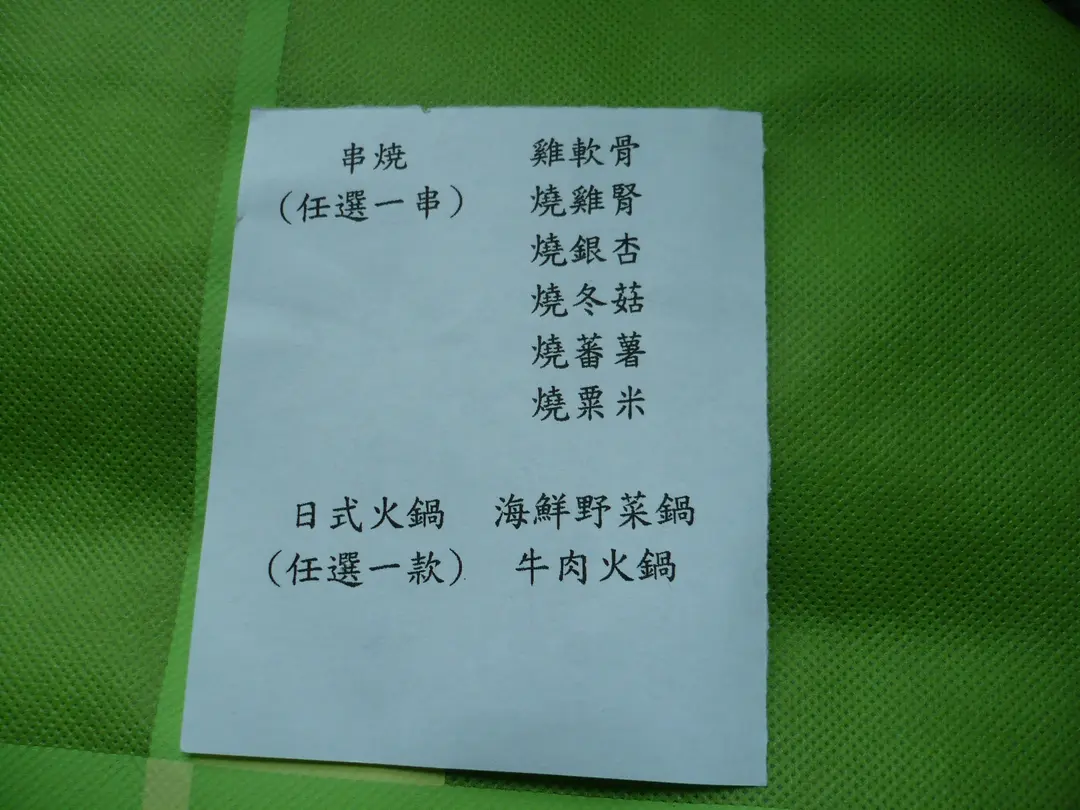 串燒 雞軟骨
（任選一串） 燒雞腎
燒銀杏
燒冬菇
燒蕃薯
燒粟米
日式火鍋 海鮮野菜鍋
（任選一款） 牛肉火鍋